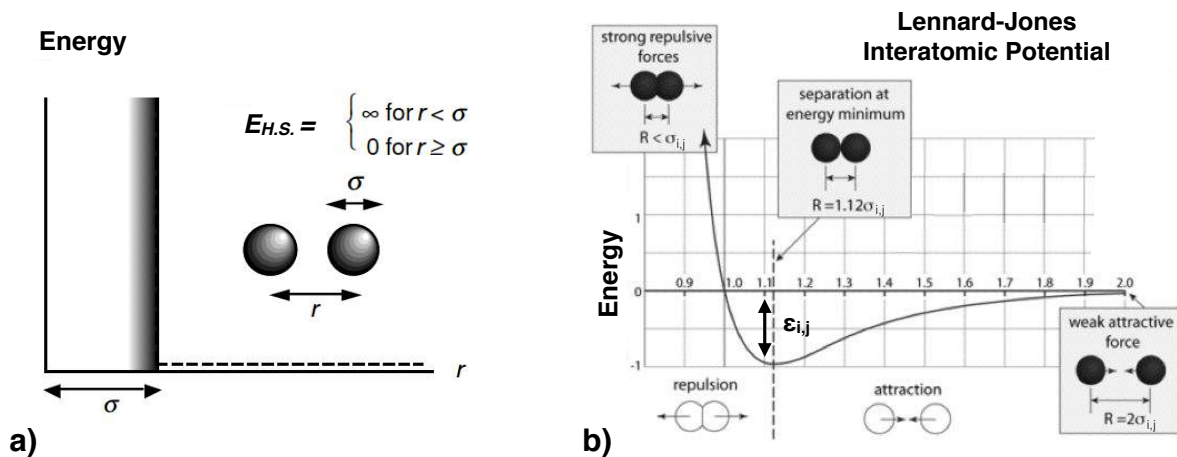 Energy
E_H.S. =
∞ for r < σ
0 for r ≥ σ
σ
r
r
σ
a)
Lennard-Jones
Interatomic Potential
strong repulsive
forces
R < σi,j
separation at
energy minimum
R =1.12σi,j
Energy
1
0
-1
0.9 1.0 1.1 1.2 1.3 1.4 1.5 1.6 1.7 1.8 1.9 2.0
εi,j
weak attractive
force
R =2σi,j
repulsion
attraction
b)